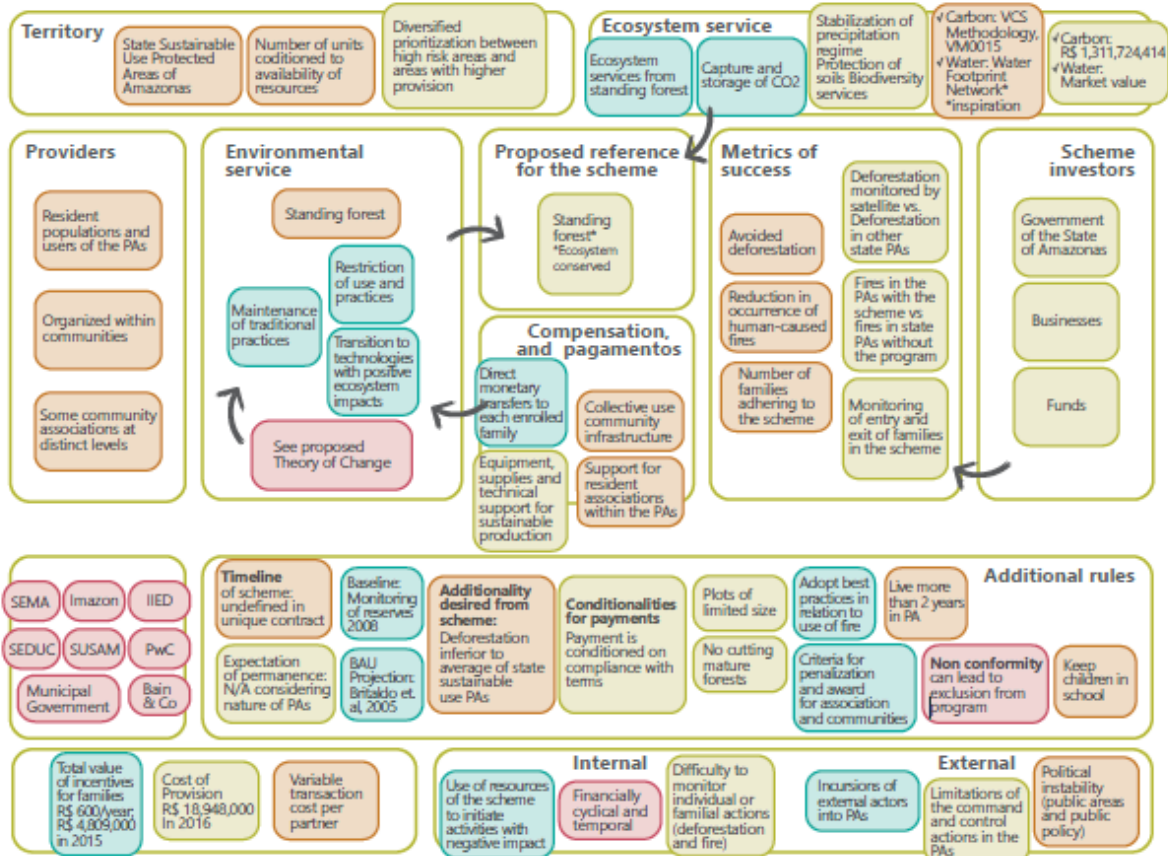 Territory
State Sustainable
Use Protected
Areas of
Amazonas
Number of units
coditioned to
availability of
resources
Diversified
prioritization between
high risk areas and
areas with higher
provision
Ecosystem service
Ecosystem
services from
standing forest
Capture and
storage of CO2
Stabilization of
precipitation
regime
Protection of
soils Biodiversity
services
√ Carbon: VCS
Methodology,
VM0015
√ Water: Water
Footprint
Network*
*inspiration
√ Carbon:
R$ 1,311,724,414
√ Water:
Market value
Providers
Resident
populations and
users of the PAs
Organized within
communities
Some community
associations at
distinct levels
Environmental
service
Standing forest
Restriction
of use and
practices
Maintenance
of traditional
practices
Transition to
technologies
with positive
ecosystem
impacts
See proposed
Theory of Change
Proposed reference
for the scheme
Standing
forest*
*Ecosystem
conserved
Compensation,
and pagamentos
Direct
monetary
transfers to
each enrolled
family
Collective use
community
infrastructure
Equipment,
supplies and
technical
support for
sustainable
production
Support for
resident
associations
within the PAs
Metrics of
success
Avoided
deforestation
Reduction in
occurrence of
human-caused
fires
Number of
families
adhering to
the scheme
Deforestation
monitored by
satellite vs.
Deforestation
in other
state PAs
Fires in the
PAs with the
scheme vs
fires in state
PAs without
the program
Monitoring
of entry and
exit of families
in the scheme
Scheme
investors
Government
of the State
of Amazonas
Businesses
Funds
SEMA
Imazon
IIED
SEDUC
SUSAM
PwC
Municipal
Government
Bain
& Co
Additional rules
Timeline
of scheme:
undefined in
unique contract
Expectation
of permanence:
N/A considering
nature of PAs
Baseline:
Monitoring
of reserves
2008
BAU
Projection:
Britaldo et.
al, 2005
Additionality
desired from
scheme:
Deforestation
inferior to
average of state
sustainable
use PAs
Conditionalities
for payments
Payment is
conditioned on
compliance with
terms
Plots of
limited size
No cutting
mature
forests
Adopt best
practices in
relation to
use of fire
Live more
than 2 years
in PA
Criteria for
penalization
and award
for association
and communities
Non conformity
can lead to
exclusion from
program
Keep
children in
school
Total value
of incentives
for families
R$ 600/year;
R$ 4,809,000
in 2015
Cost of
Provision
R$ 18,948,000
In 2016
Variable
transaction
cost per
partner
Internal
Use of resources
of the scheme
to initiate
activities with
negative impact
Financially
cyclical and
temporal
Difficulty to
monitor
individual or
familial actions
(deforestation
and fire)
External
Incursions of
external actors
into PAs
Limitations of
the command
and control
actions in the
PAs
Political
instability
(public areas
and public
policy)